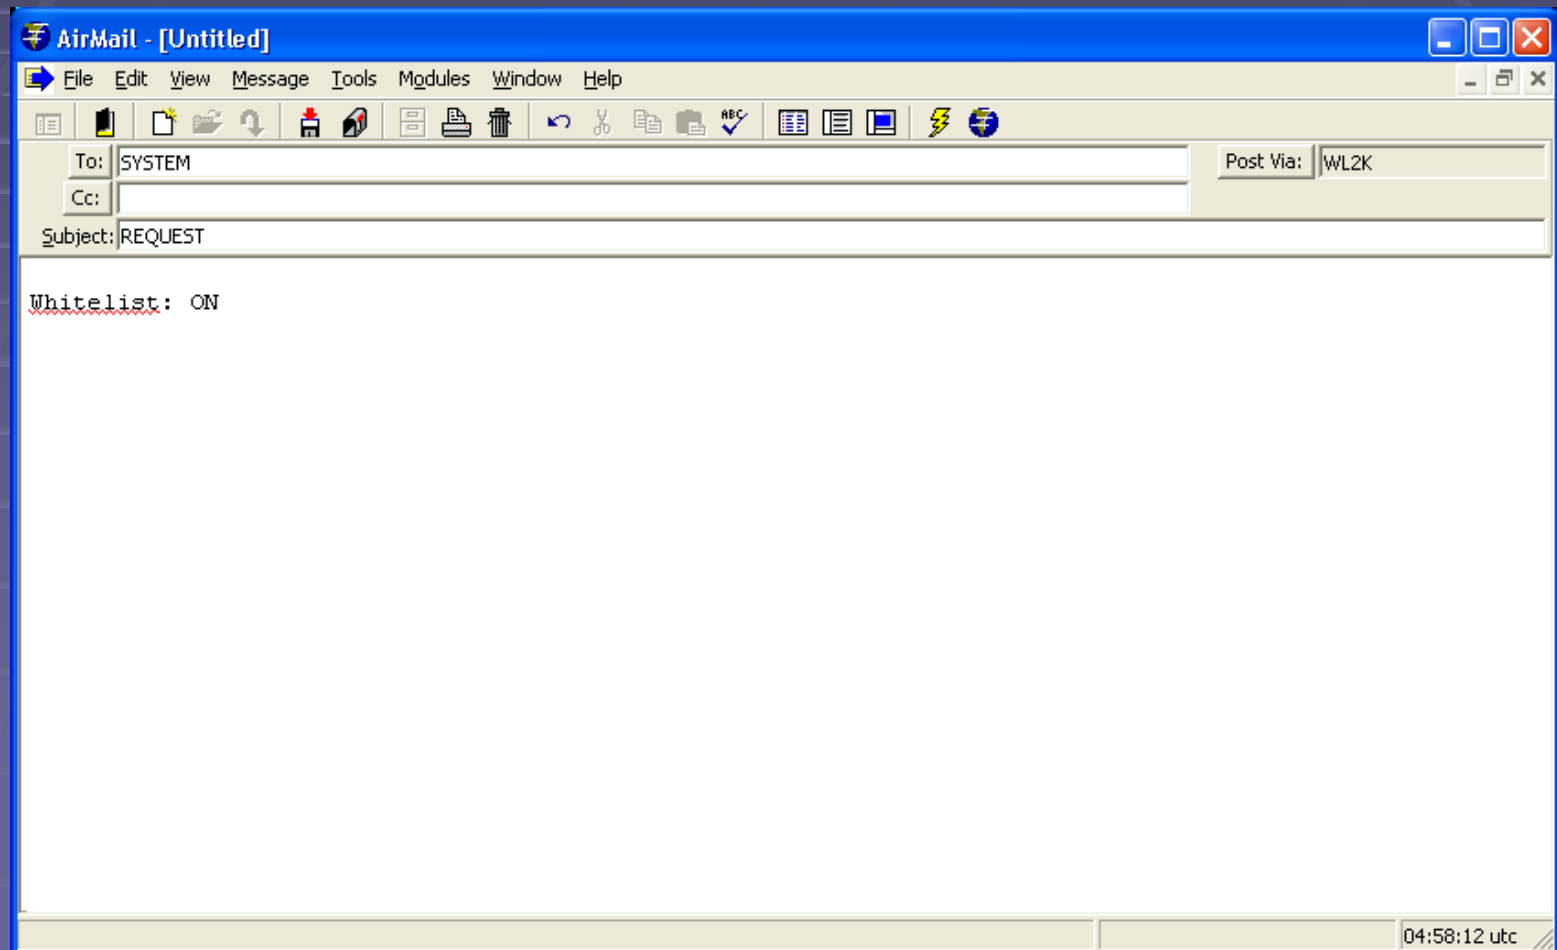 AirMail - [Untitled]
File Edit View Message Tools Modules Window Help
ABC
To: SYSTEM Post Via: WL2K
Cc:
Subject: REQUEST
Whitelist: ON
04:58:12 utc